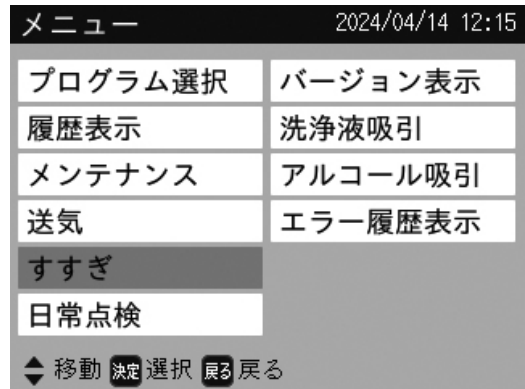 メニュー 2024/04/14 12:15
プログラム選択 バージョン表示
履歴表示 洗浄液吸引
メンテナンス アルコール吸引
送気 エラー履歴表示
すすぎ
日常点検
移動 決定 選択 戻る 戻る